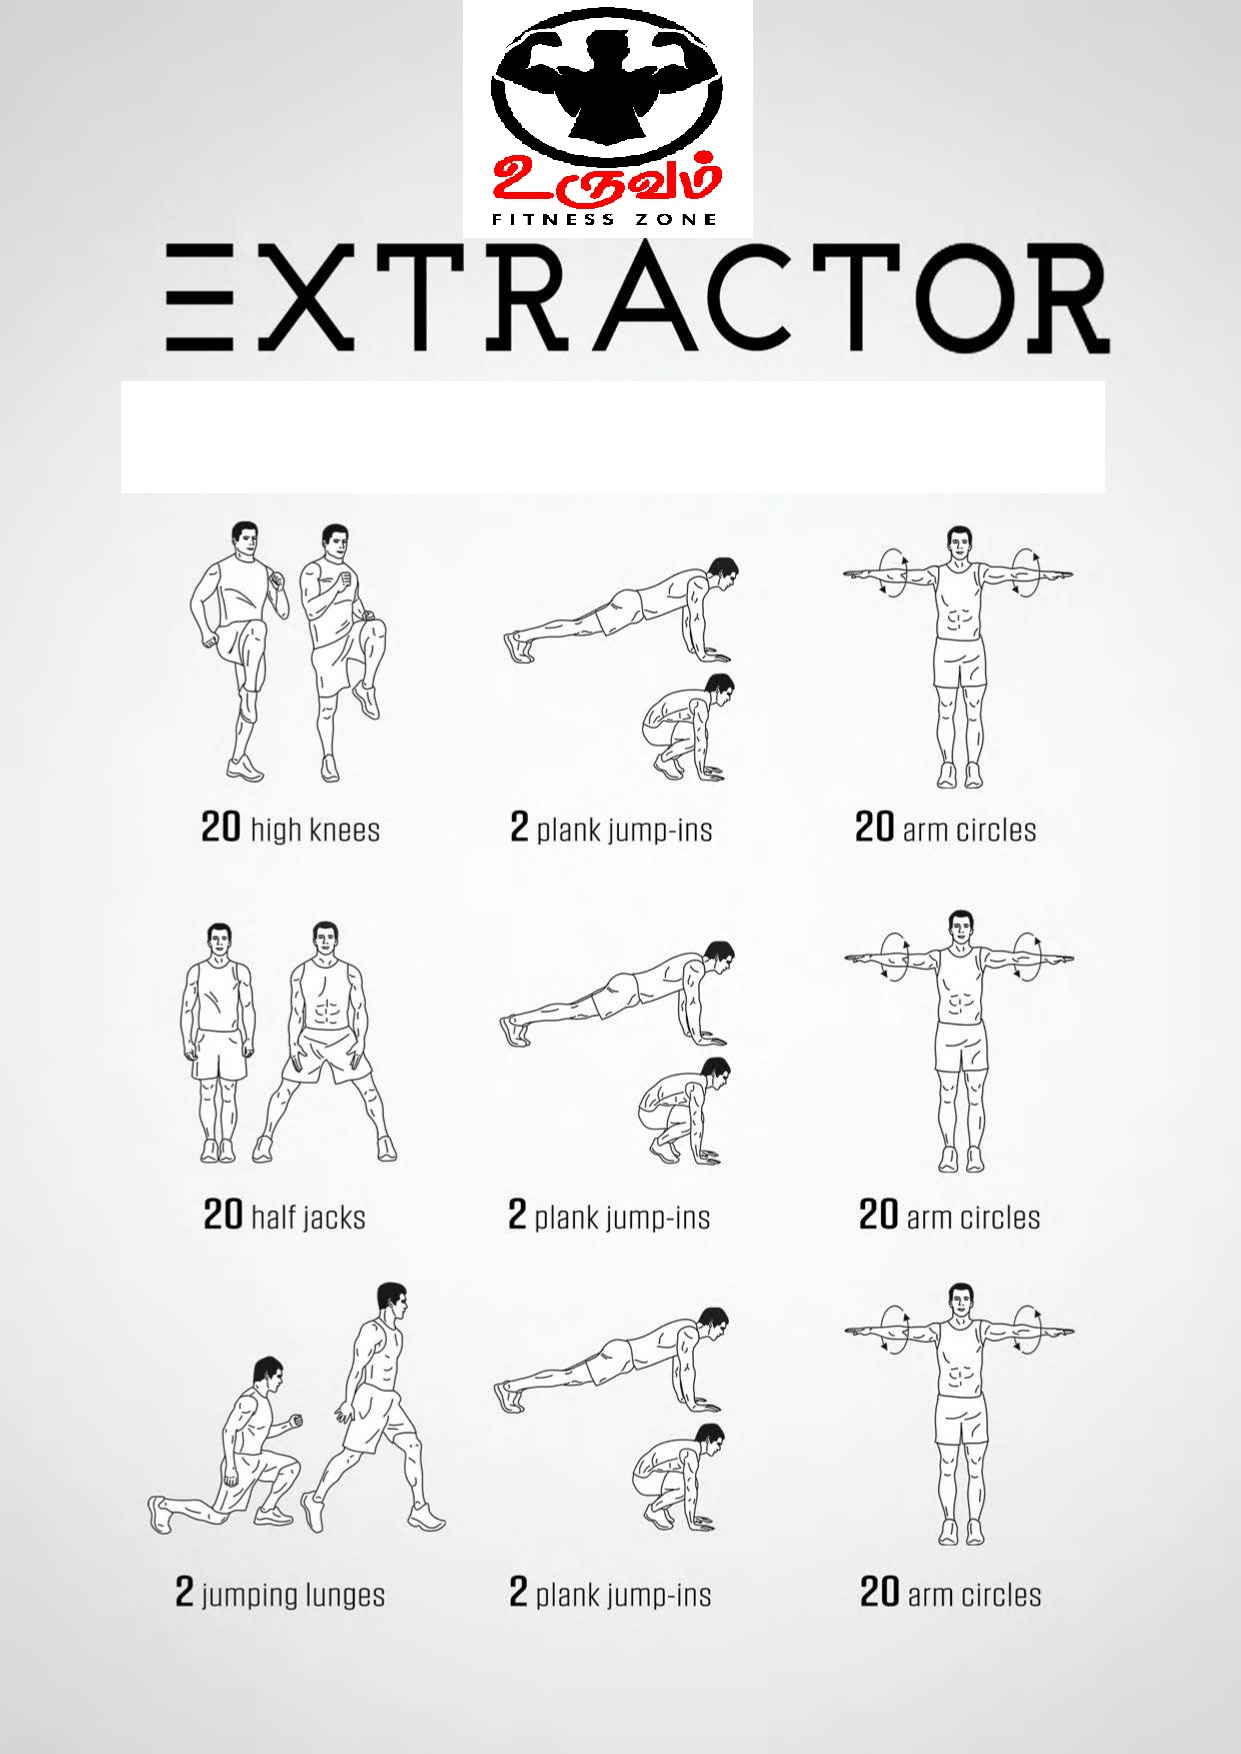 உருவம்
FITNESS ZONE
EXTRACTOR
20 high knees
2 plank jump-ins
20 arm circles
20 half jacks
2 plank jump-ins
20 arm circles
2 jumping lunges
2 plank jump-ins
20 arm circles